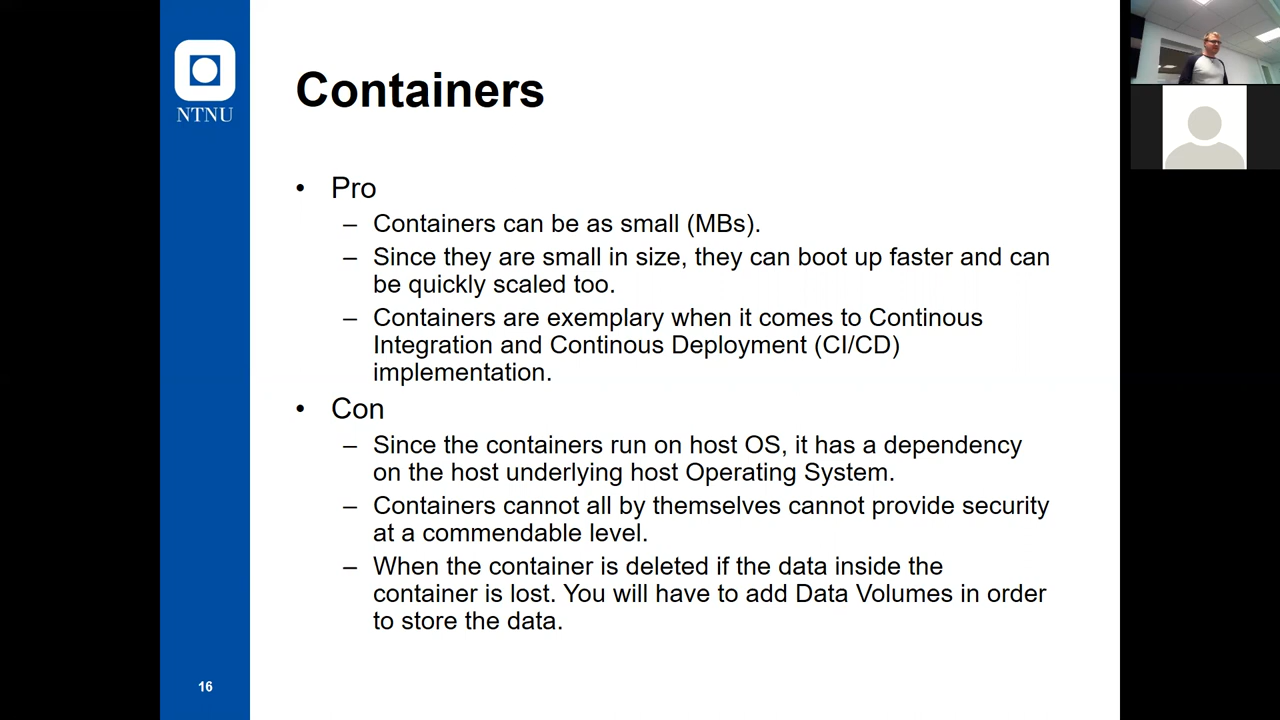 NTNU
Containers
• Pro
– Containers can be as small (MBs).
– Since they are small in size, they can boot up faster and can
be quickly scaled too.
– Containers are exemplary when it comes to Continous
Integration and Continous Deployment (CI/CD)
implementation.
• Con
– Since the containers run on host OS, it has a dependency
on the host underlying host Operating System.
– Containers cannot all by themselves cannot provide security
at a commendable level.
– When the container is deleted if the data inside the
container is lost. You will have to add Data Volumes in order
to store the data.
16